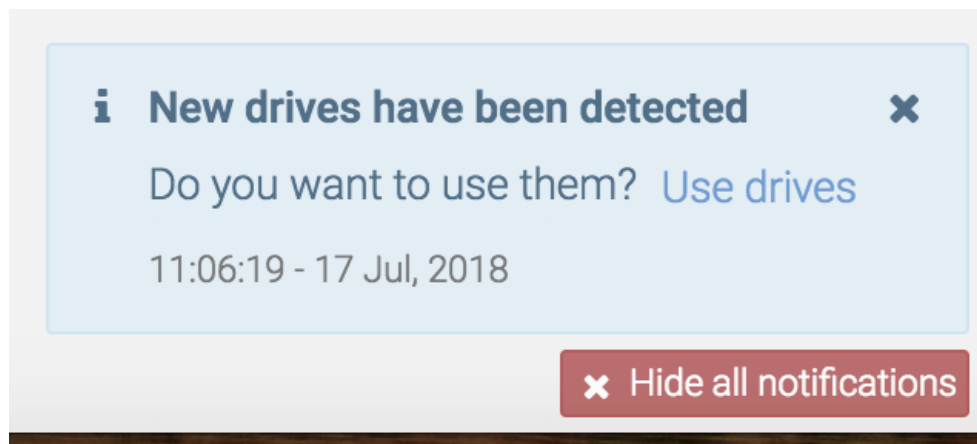 New drives have been detected
Do you want to use them? Use drives
11:06:19 - 17 Jul, 2018
Hide all notifications